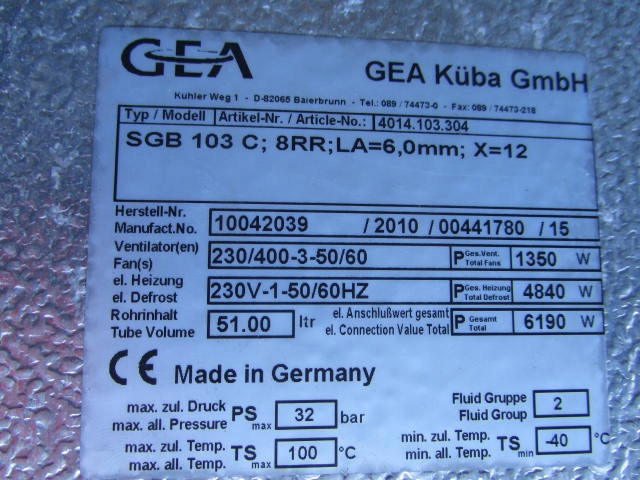 GEA GEA Küba GmbH
Kuhler Weg 1 - D-82065 Baierbrunn - Tel.: 089 / 74473-0 - Fax: 089 / 74473-218
Typ / Modell Artikel-Nr. / Article-No.: 4014.103.304
SGB 103 C; 8RR;LA=6,0mm; X=12
Herstell-Nr.
Manufact.No. 10042039 / 2010 / 00441780 / 15
Ventilator(en)
Fan(s) 230/400-3-50/60 P Ges.Vent. Total Fans 1350 W
el. Heizung
el. Defrost 230V-1-50/60HZ P Ges. Heizung Total Defrost 4840 W
Rohrinhalt
Tube Volume 51.00 ltr el. Anschlußwert gesamt
el. Connection Value Total P Gesamt Total 6190 W
CE Made in Germany
max. zul. Druck
max. all. Pressure PS max 32 bar Fluid Gruppe
Fluid Group 2
max. zul. Temp.
max. all. Temp. TS max 100 °C min. zul. Temp.
min. all. Temp. TS min -40 °C